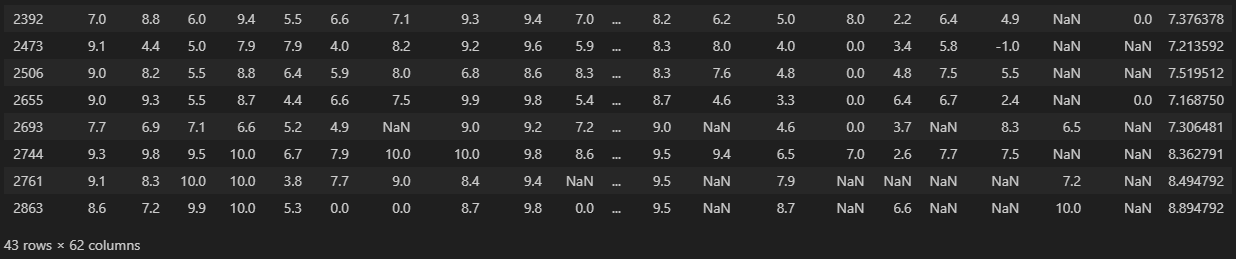 2392 7.0 8.8 6.0 9.4 5.5 6.6 7.1 9.3 9.4 7.0 ... 8.2 6.2 5.0 8.0 2.2 6.4 4.9 NaN 0.0 7.376378
2473 9.1 4.4 5.0 7.9 7.9 4.0 8.2 9.2 9.6 5.9 ... 8.3 8.0 4.0 0.0 3.4 5.8 -1.0 NaN NaN 7.213592
2506 9.0 8.2 5.5 8.8 6.4 5.9 8.0 6.8 8.6 8.3 ... 8.3 7.6 4.8 0.0 4.8 7.5 5.5 NaN NaN 7.519512
2655 9.0 9.3 5.5 8.7 4.4 6.6 7.5 9.9 9.8 5.4 ... 8.7 4.6 3.3 0.0 6.4 6.7 2.4 NaN 0.0 7.168750
2693 7.7 6.9 7.1 6.6 5.2 4.9 NaN 9.0 9.2 7.2 ... 9.0 NaN 4.6 0.0 3.7 NaN 8.3 6.5 NaN 7.306481
2744 9.3 9.8 9.5 10.0 6.7 7.9 10.0 10.0 9.8 8.6 ... 9.5 9.4 6.5 7.0 2.6 7.7 7.5 NaN NaN 8.362791
2761 9.1 8.3 10.0 10.0 3.8 7.7 9.0 8.4 9.4 NaN ... 9.5 NaN 7.9 NaN NaN NaN NaN 7.2 NaN 8.494792
2863 8.6 7.2 9.9 10.0 5.3 0.0 0.0 8.7 9.8 0.0 ... 9.5 NaN 8.7 NaN 6.6 NaN NaN 10.0 NaN 8.894792
43 rows × 62 columns